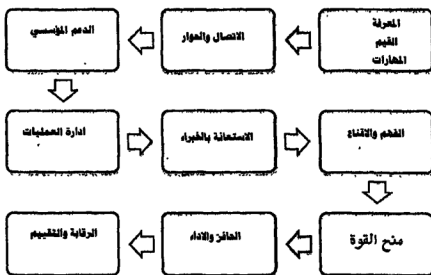 المعرفة
القيم
المهارات
الاتصال والحوار
الدعم المؤسسي
ادارة العمليات
الاستعانة بالخبراء
الفهم والاقناع
منح القوة
الحافز والاداء
الرقابة والتقييم